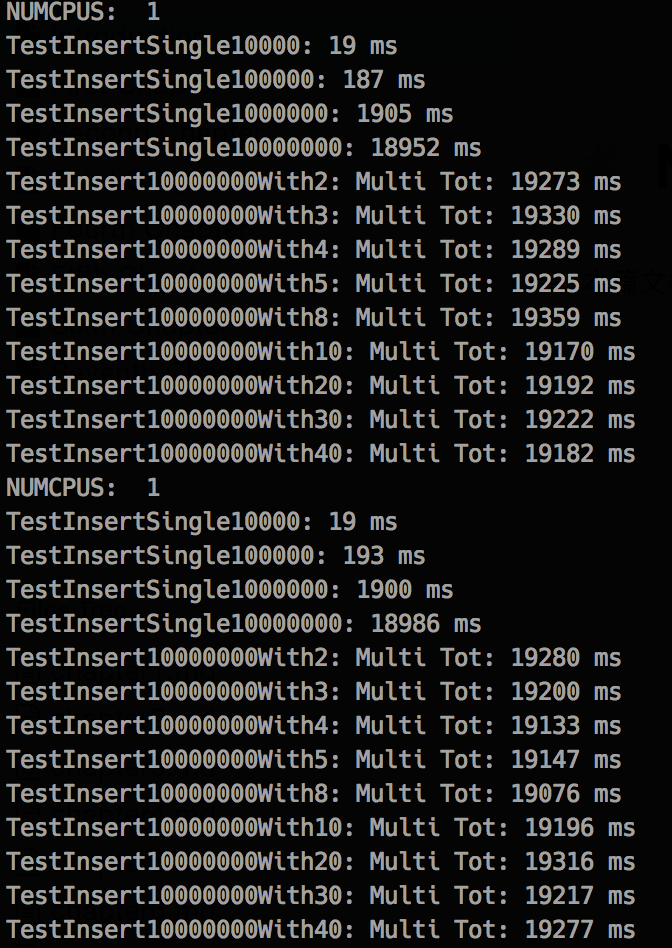 NUMCPUS:  1
TestInsertSingle10000: 19 ms
TestInsertSingle100000: 187 ms
TestInsertSingle1000000: 1905 ms
TestInsertSingle10000000: 18952 ms
TestInsert10000000With2: Multi Tot: 19273 ms
TestInsert10000000With3: Multi Tot: 19330 ms
TestInsert10000000With4: Multi Tot: 19289 ms
TestInsert10000000With5: Multi Tot: 19225 ms
TestInsert10000000With8: Multi Tot: 19359 ms
TestInsert10000000With10: Multi Tot: 19170 ms
TestInsert10000000With20: Multi Tot: 19192 ms
TestInsert10000000With30: Multi Tot: 19222 ms
TestInsert10000000With40: Multi Tot: 19182 ms
NUMCPUS:  1
TestInsertSingle10000: 19 ms
TestInsertSingle100000: 193 ms
TestInsertSingle1000000: 1900 ms
TestInsertSingle10000000: 18986 ms
TestInsert10000000With2: Multi Tot: 19280 ms
TestInsert10000000With3: Multi Tot: 19200 ms
TestInsert10000000With4: Multi Tot: 19133 ms
TestInsert10000000With5: Multi Tot: 19147 ms
TestInsert10000000With8: Multi Tot: 19076 ms
TestInsert10000000With10: Multi Tot: 19196 ms
TestInsert10000000With20: Multi Tot: 19316 ms
TestInsert10000000With30: Multi Tot: 19217 ms
TestInsert10000000With40: Multi Tot: 19277 ms